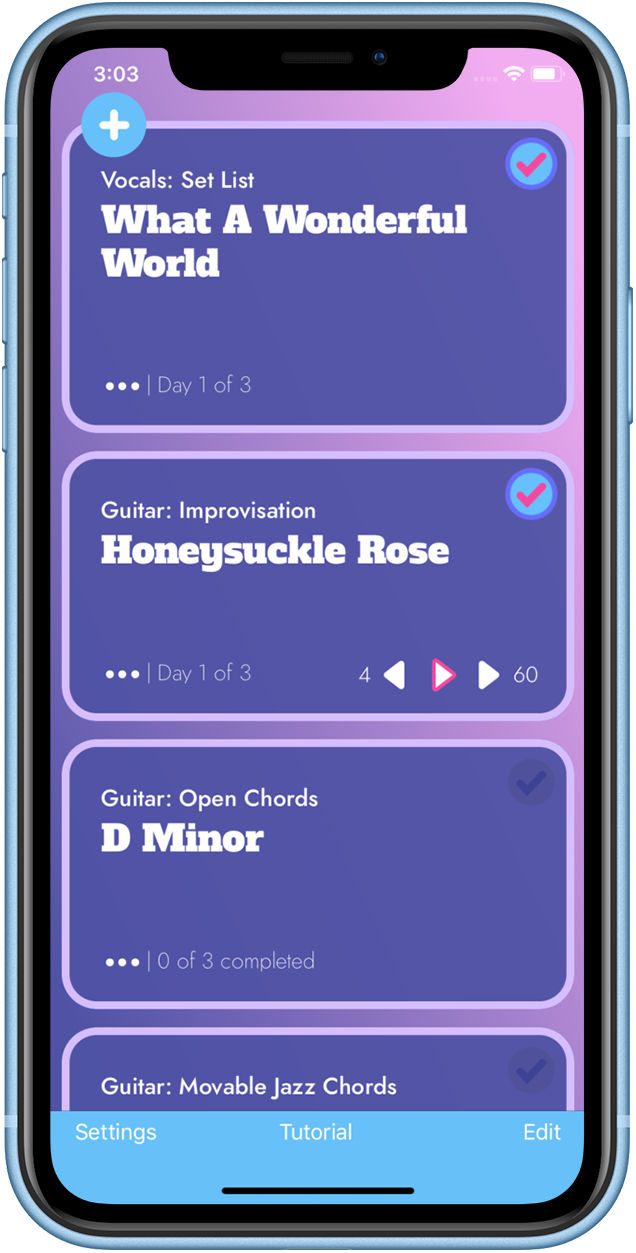 3:03
Vocals: Set List
What A Wonderful
World
| Day 1 of 3
Guitar: Improvisation
Honeysuckle Rose
| Day 1 of 3 4 60
Guitar: Open Chords
D Minor
| 0 of 3 completed
Guitar: Movable Jazz Chords
Settings Tutorial Edit